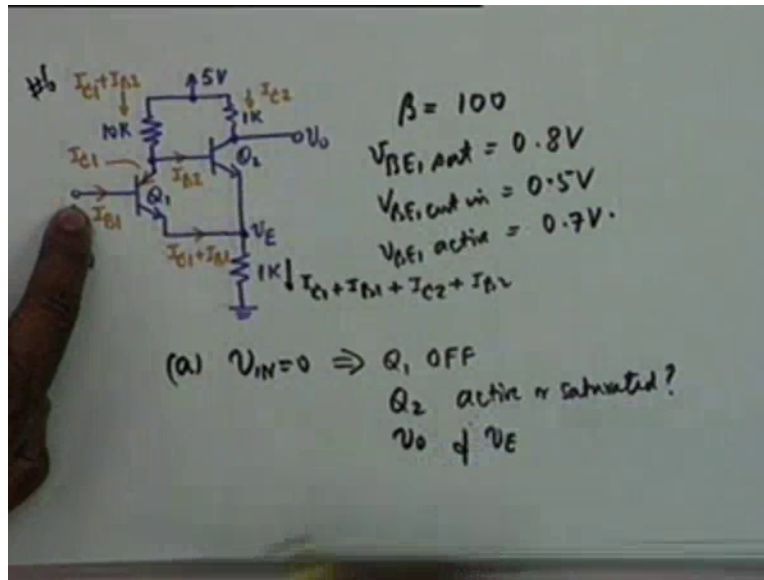 #6
I_C1+I_B2
5V
I_C2
10K
1K
V_o
I_C1
I_B2
Q_2
Q_1
I_B1
V_E
I_C1+I_B1
1K
I_C1+I_B1+I_C2+I_B2
β = 100
V_BE, sat = 0.8V
V_BE, cut in = 0.5V
V_BE, active = 0.7V.
(a) V_IN=0 ⇒ Q_1 OFF
Q_2 active or saturated?
V_o & V_E